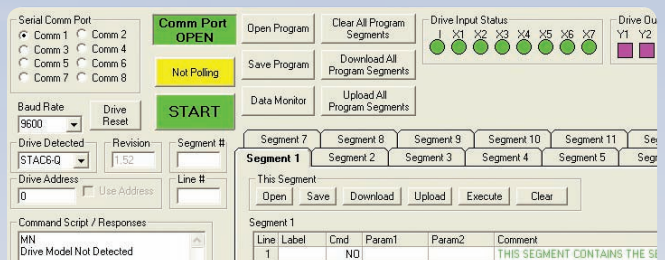 Serial Comm Port
Comm 1 Comm 2
Comm 3 Comm 4
Comm 5 Comm 6
Comm 7 Comm 8
Baud Rate
9600
Drive Reset
Drive Detected
STAC6-Q
Revision
1.52
Segment #
Drive Address
0
Use Address
Line #
Command Script / Responses
MN
Drive Model Not Detected
Comm Port
OPEN
Not Polling
START
Open Program
Save Program
Data Monitor
Clear All Program
Segments
Download All
Program Segments
Upload All
Program Segments
Drive Input Status
I X1 X2 X3 X4 X5 X6 X7
Drive Ou
Y1 Y2
Segment 7 Segment 8 Segment 9 Segment 10 Segment 11 Se
Segment 1 Segment 2 Segment 3 Segment 4 Segment 5 Segr
This Segment
Open Save Download Upload Execute Clear
Segment 1
Line Label Cmd Param1 Param2 Comment
1 NO THIS SEGMENT CONTAINS THE SE